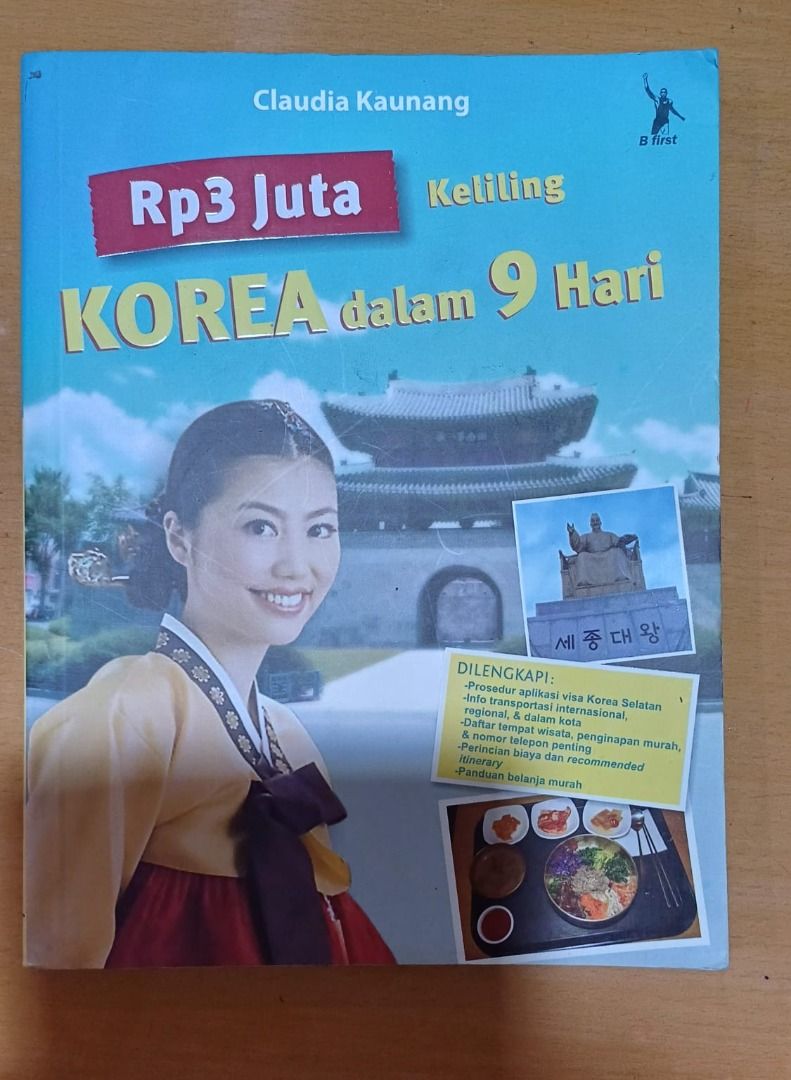 Claudia Kaunang
B first
Rp3 Juta Keliling
KOREA dalam 9 Hari
세종대왕
DILENGKAPI:
-Prosedur aplikasi visa Korea Selatan
-Info transportasi internasional,
regional, & dalam kota
-Daftar tempat wisata, penginapan murah,
& nomor telepon penting
-Perincian biaya dan recommended
itinerary
-Panduan belanja murah